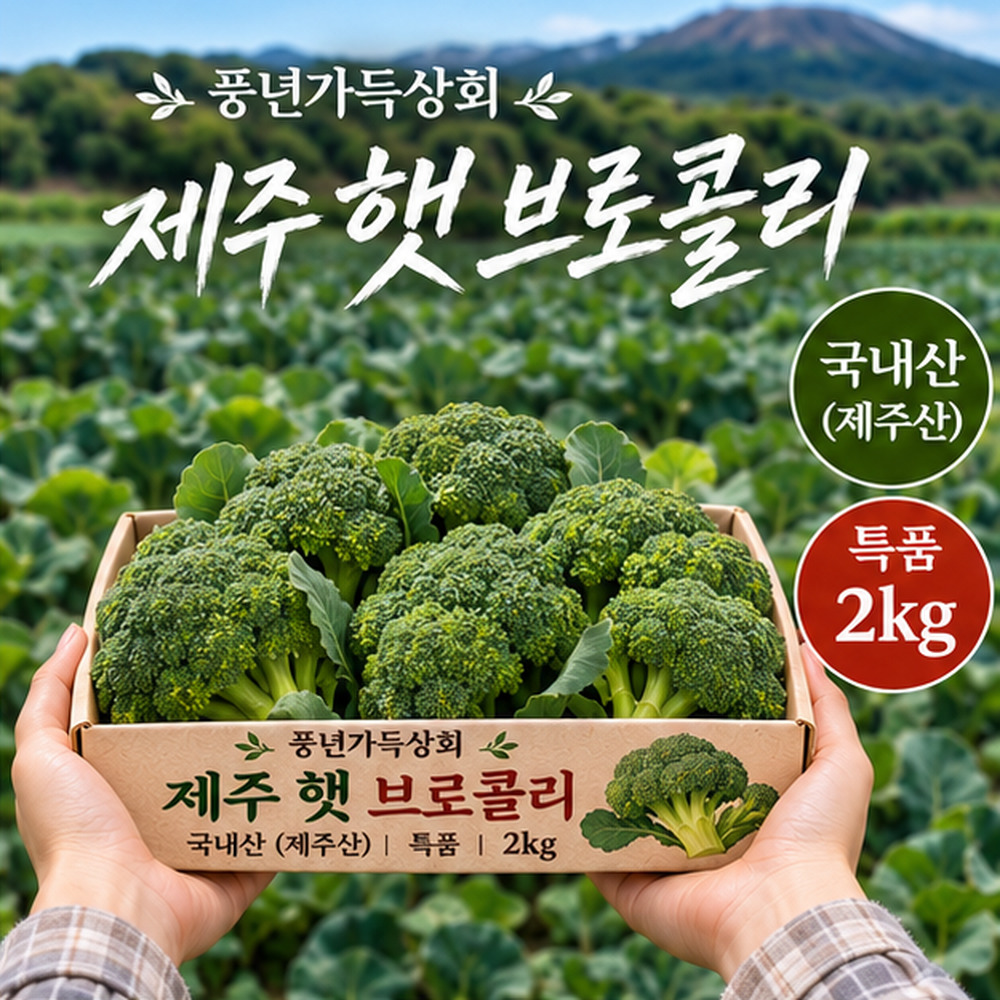 풍년가득상회
제주 햇 브로콜리
국내산
(제주산)
특품
2kg
풍년가득상회
제주 햇 브로콜리
국내산 (제주산) | 특품 | 2kg